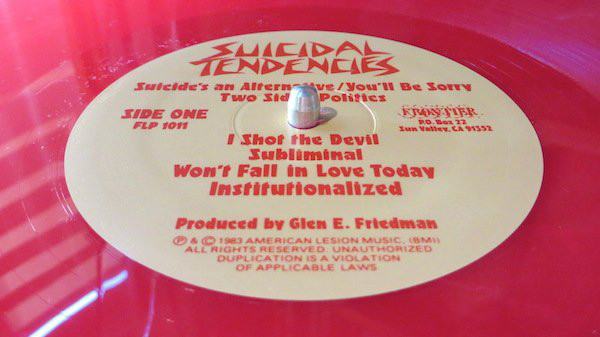 SUICIDAL
TENDENCIES
Suicide's an Alternative/You'll Be Sorry
Two Sided Politics
SIDE ONE
FLP 1011
FRONTIER
P.O. Box 22
Sun Valley, CA 91352
I Shot the Devil
Subliminal
Won't Fall in Love Today
Institutionalized
Produced by Glen E. Friedman
℗ & © 1983 AMERICAN LESION MUSIC. (BMI)
ALL RIGHTS RESERVED. UNAUTHORIZED
DUPLICATION IS A VIOLATION
OF APPLICABLE LAWS